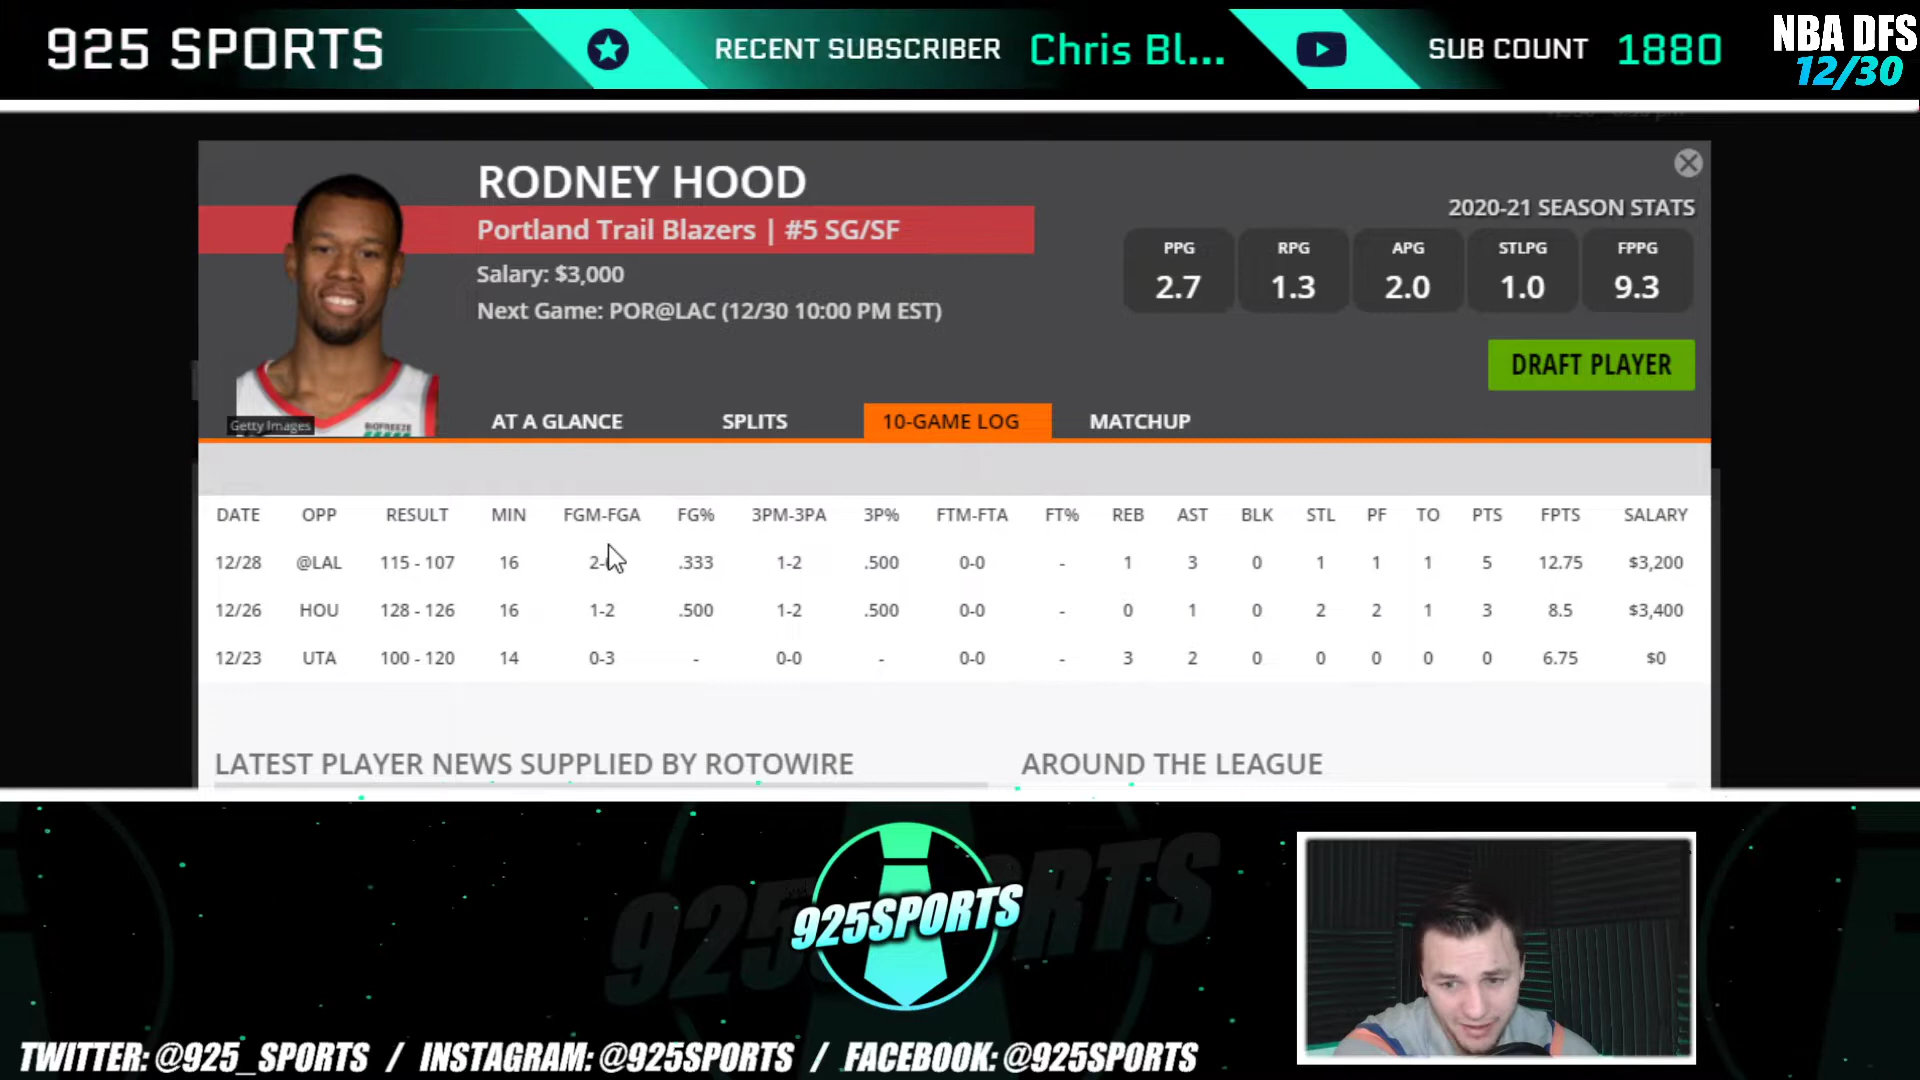 925 SPORTS
RECENT SUBSCRIBER Chris Bl...
SUB COUNT 1880
NBA DFS
12/30
RODNEY HOOD
Portland Trail Blazers | #5 SG/SF
Salary: $3,000
Next Game: POR@LAC (12/30 10:00 PM EST)
2020-21 SEASON STATS
PPG RPG APG STLPG FPPG
2.7 1.3 2.0 1.0 9.3
DRAFT PLAYER
Getty Images
BIOFREEZE
AT A GLANCE SPLITS 10-GAME LOG MATCHUP
DATE OPP RESULT MIN FGM-FGA FG% 3PM-3PA 3P% FTM-FTA FT% REB AST BLK STL PF TO PTS FPTS SALARY
12/28 @LAL 115 - 107 16 2- .333 1-2 .500 0-0 - 1 3 0 1 1 1 5 12.75 $3,200
12/26 HOU 128 - 126 16 1-2 .500 1-2 .500 0-0 - 0 1 0 2 2 1 3 8.5 $3,400
12/23 UTA 100 - 120 14 0-3 - 0-0 - 0-0 - 3 2 0 0 0 0 0 6.75 $0
LATEST PLAYER NEWS SUPPLIED BY ROTOWIRE
AROUND THE LEAGUE
925SPORTS
TWITTER: @925_SPORTS / INSTAGRAM: @925SPORTS / FACEBOOK: @925SPORTS